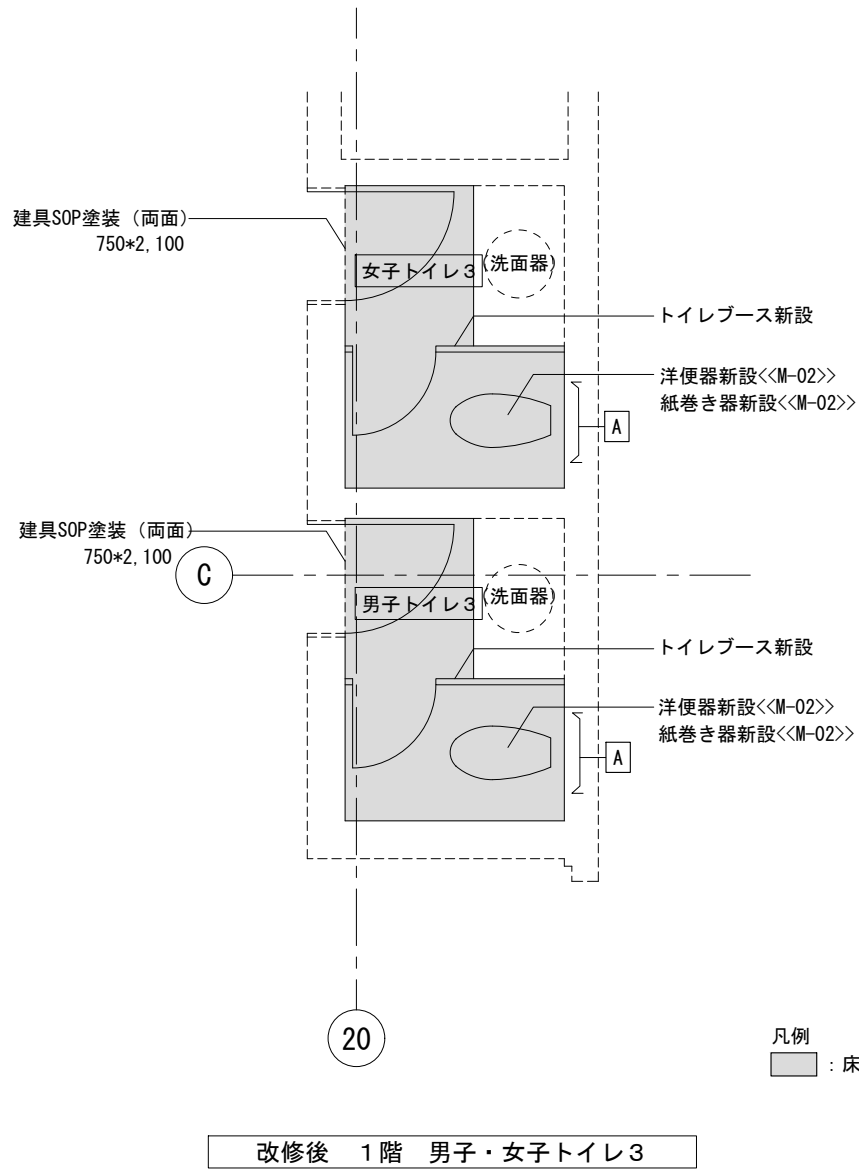 建具SOP塗装（両面）
750*2,100
女子トイレ３
(洗面器)
トイレブース新設
洋便器新設<<M-02>>
紙巻き器新設<<M-02>>
A
建具SOP塗装（両面）
750*2,100
C
男子トイレ３
(洗面器)
トイレブース新設
洋便器新設<<M-02>>
紙巻き器新設<<M-02>>
A
20
凡例
：床
改修後　１階　男子・女子トイレ３